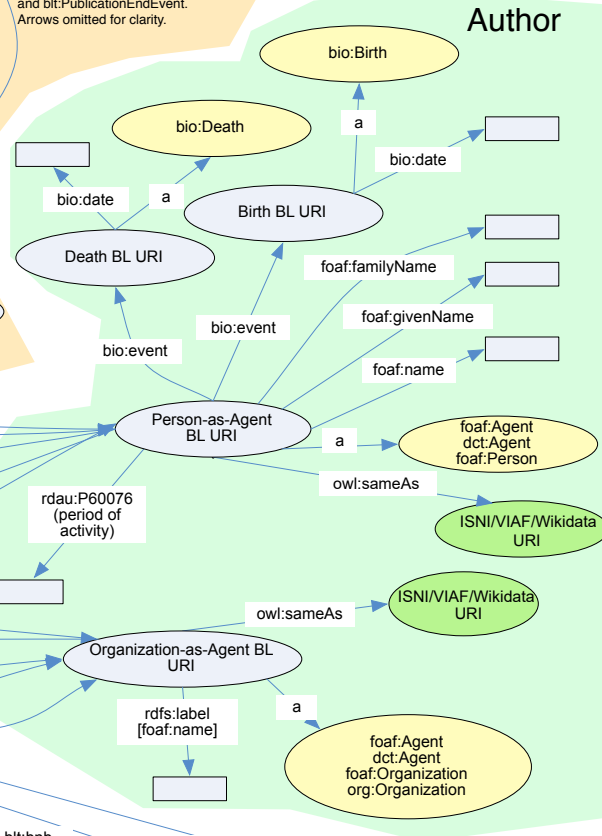 and blt:PublicationEndEvent.
Arrows omitted for clarity.
Author
bio:Birth
a
bio:Death
bio:date
bio:date
a
Birth BL URI
Death BL URI
foaf:familyName
foaf:givenName
bio:event
bio:event
foaf:name
Person-as-Agent
BL URI
a
foaf:Agent
dct:Agent
foaf:Person
owl:sameAs
rdau:P60076
(period of
activity)
ISNI/VIAF/Wikidata
URI
ISNI/VIAF/Wikidata
URI
owl:sameAs
Organization-as-Agent BL
URI
rdfs:label
[foaf:name]
a
foaf:Agent
dct:Agent
foaf:Organization
org:Organization